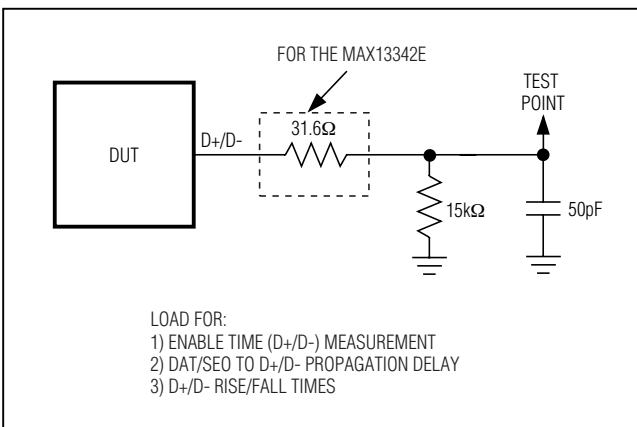 FOR THE MAX13342E
TEST
POINT
31.6Ω
D+/D-
DUT
15kΩ
50pF
LOAD FOR:
1) ENABLE TIME (D+/D-) MEASUREMENT
2) DAT/SEO TO D+/D- PROPAGATION DELAY
3) D+/D- RISE/FALL TIMES